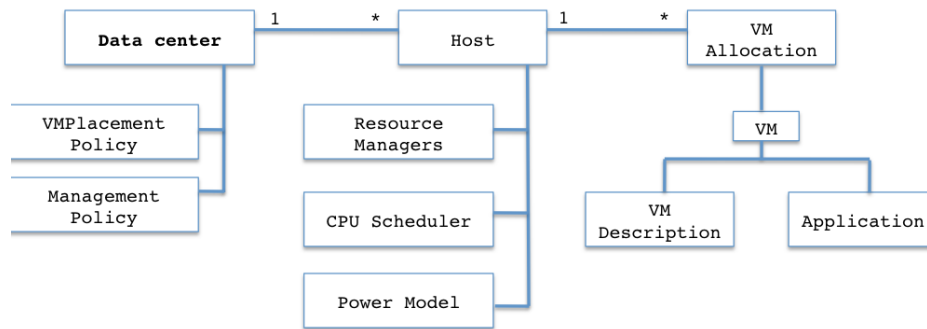 Data center
1
*
Host
1
*
VM
Allocation
VMPlacement
Policy
Management
Policy
Resource
Managers
CPU Scheduler
Power Model
VM
VM
Description
Application